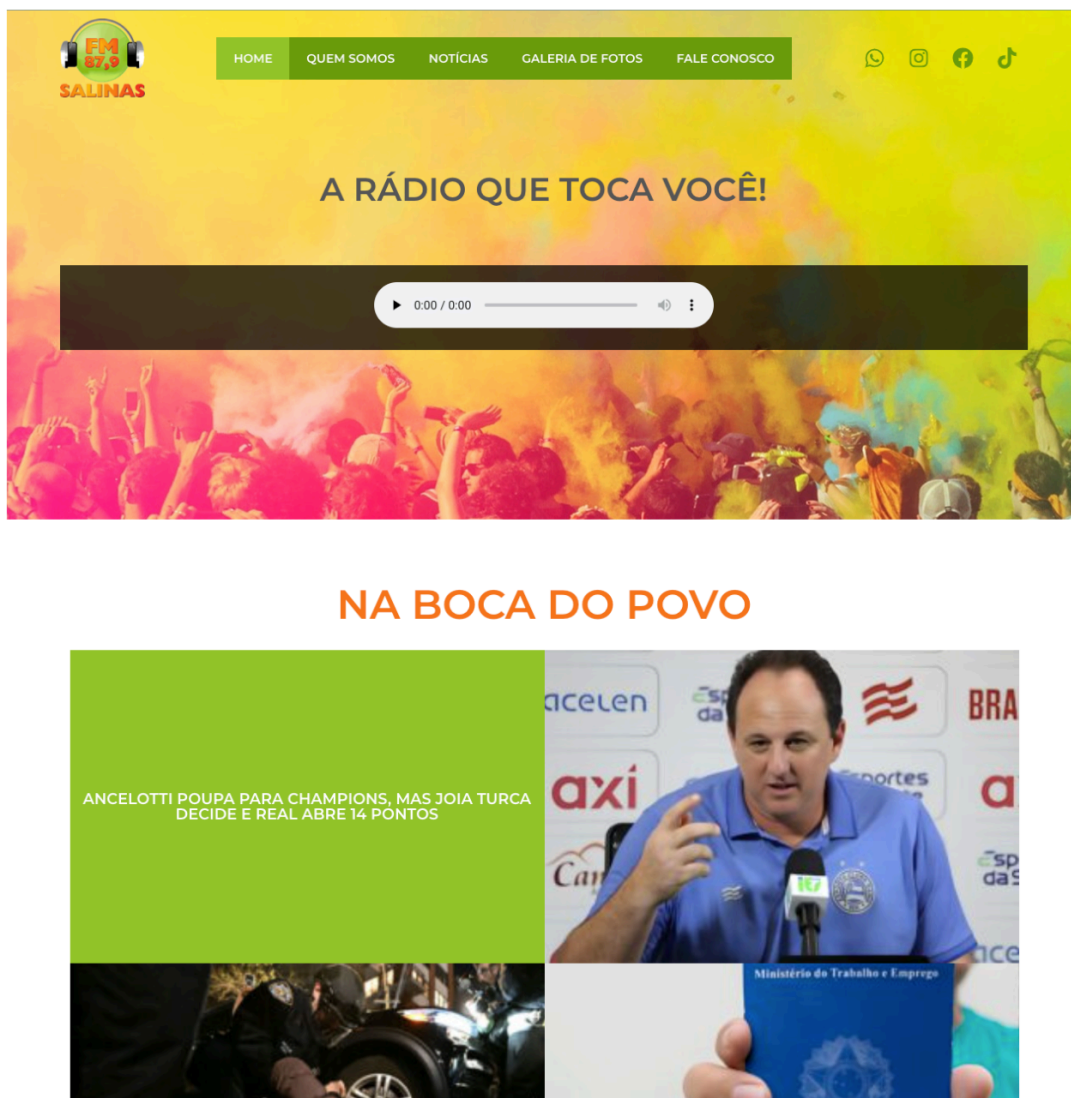 FM
87,9
SALINAS
HOME
QUEM SOMOS
NOTÍCIAS
GALERIA DE FOTOS
FALE CONOSCO
A RÁDIO QUE TOCA VOCÊ!
0:00 / 0:00
NA BOCA DO POVO
ANCELOTTI POUPA PARA CHAMPIONS, MAS JOIA TURCA
DECIDE E REAL ABRE 14 PONTOS
acelen
BRA
axi
Ministério do Trabalho e Emprego